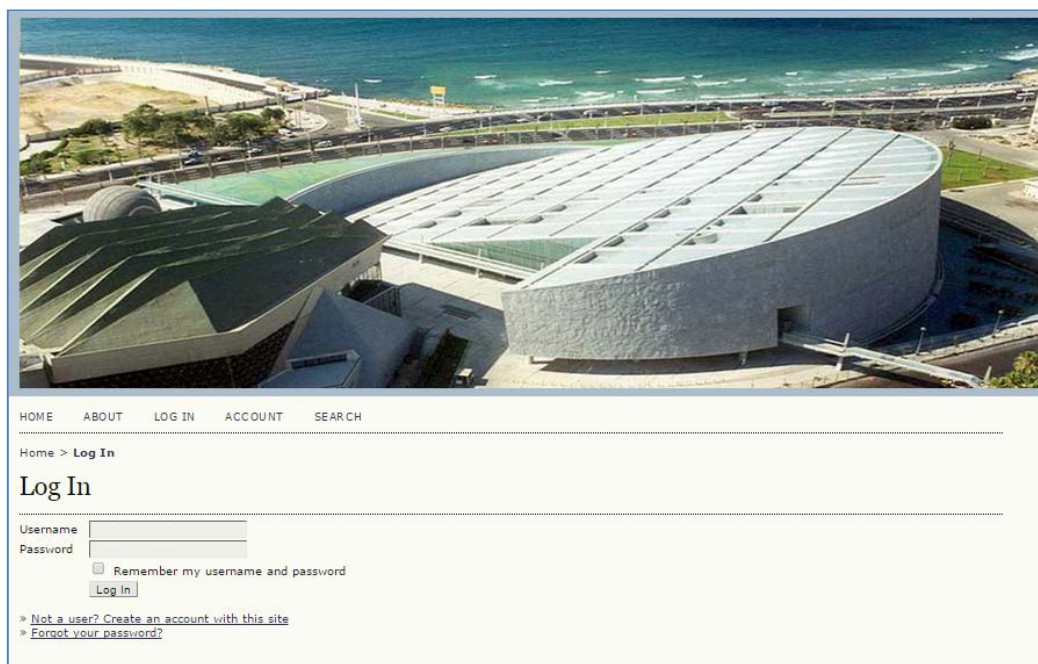 HOME ABOUT LOG IN ACCOUNT SEARCH
Home > Log In
Log In
Username
Password
Remember my username and password
Log In
» Not a user? Create an account with this site
» Forgot your password?